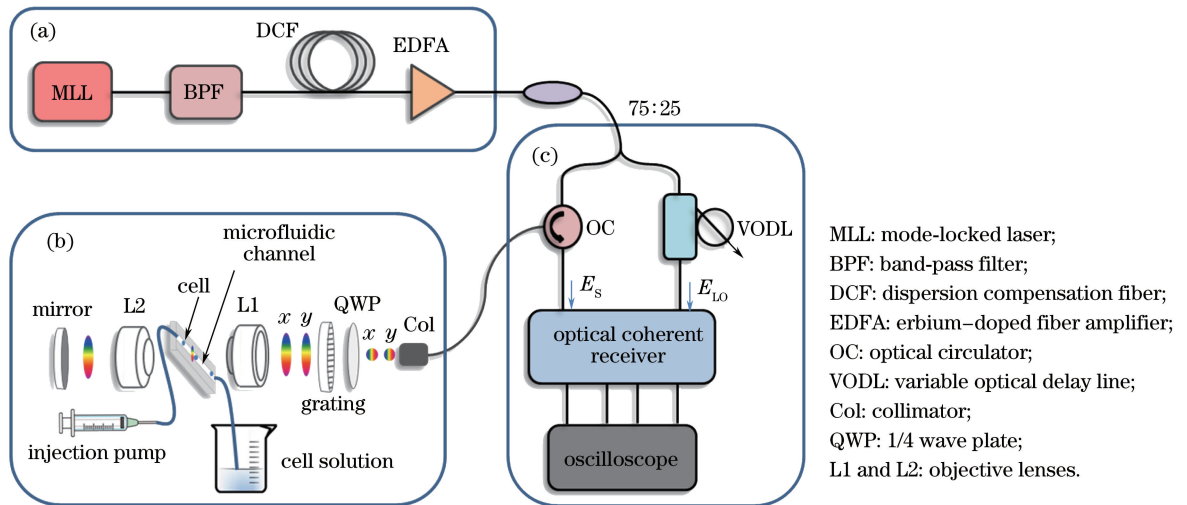 (a)
MLL
BPF
DCF
EDFA
75:25
(b)
mirror
L2
cell
microfluidic
channel
L1
x y
grating
QWP
x y
Col
injection pump
cell solution
(c)
OC
VODL
E_S
E_LO
optical coherent
receiver
oscilloscope
MLL: mode-locked laser;
BPF: band-pass filter;
DCF: dispersion compensation fiber;
EDFA: erbium–doped fiber amplifier;
OC: optical circulator;
VODL: variable optical delay line;
Col: collimator;
QWP: 1/4 wave plate;
L1 and L2: objective lenses.